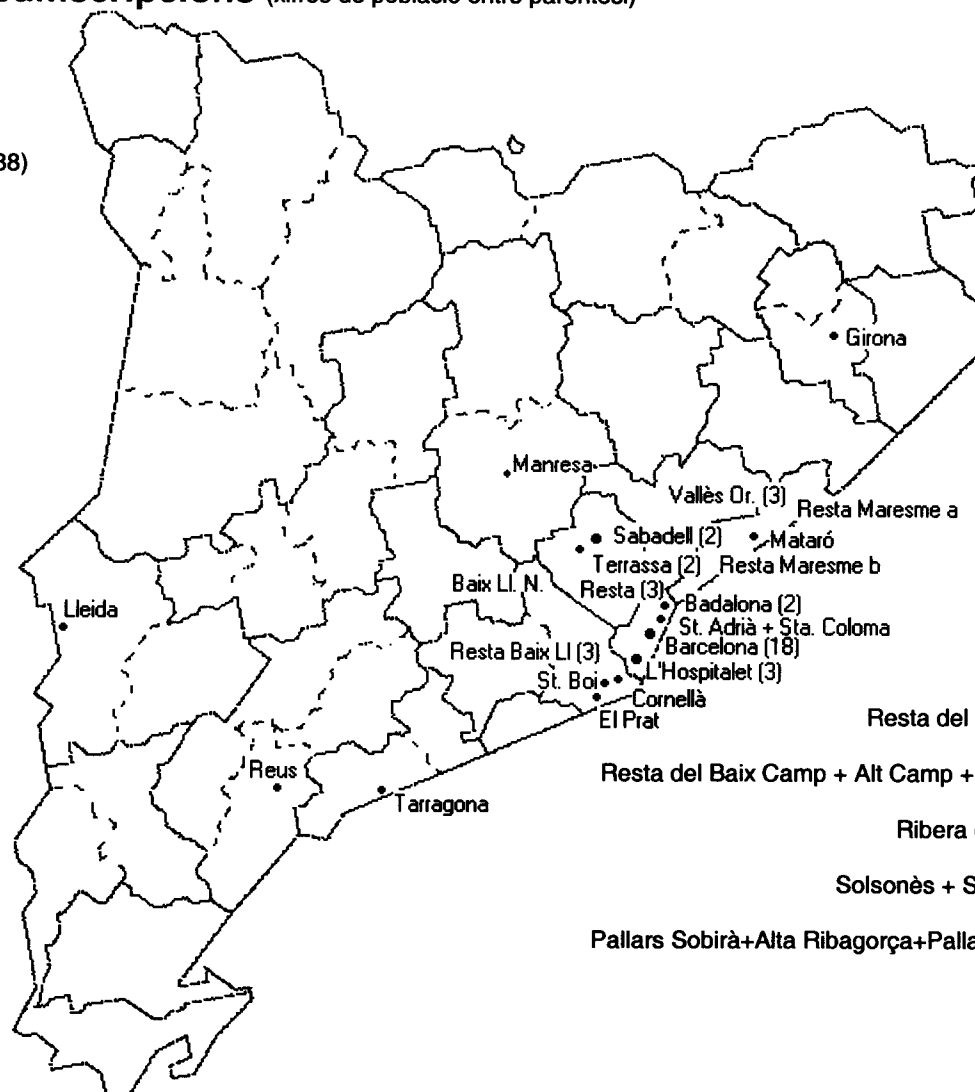 (xifres de població entre parèntesi)
38)
Girona
Manresa
Vallès Or. (3)
Resta Maresme a
Sabadell (2)
Mataró
Terrassa (2)
Resta Maresme b
Baix Ll. N.
Resta (3)
Badalona (2)
Lleida
St. Adrià + Sta. Coloma
Barcelona (18)
Resta Baix Ll (3)
L'Hospitalet (3)
St. Boi
Cornellà
El Prat
Resta del
Reus
Resta del Baix Camp + Alt Camp +
Tarragona
Ribera
Solsonès + S
Pallars Sobirà+Alta Ribagorça+Palla